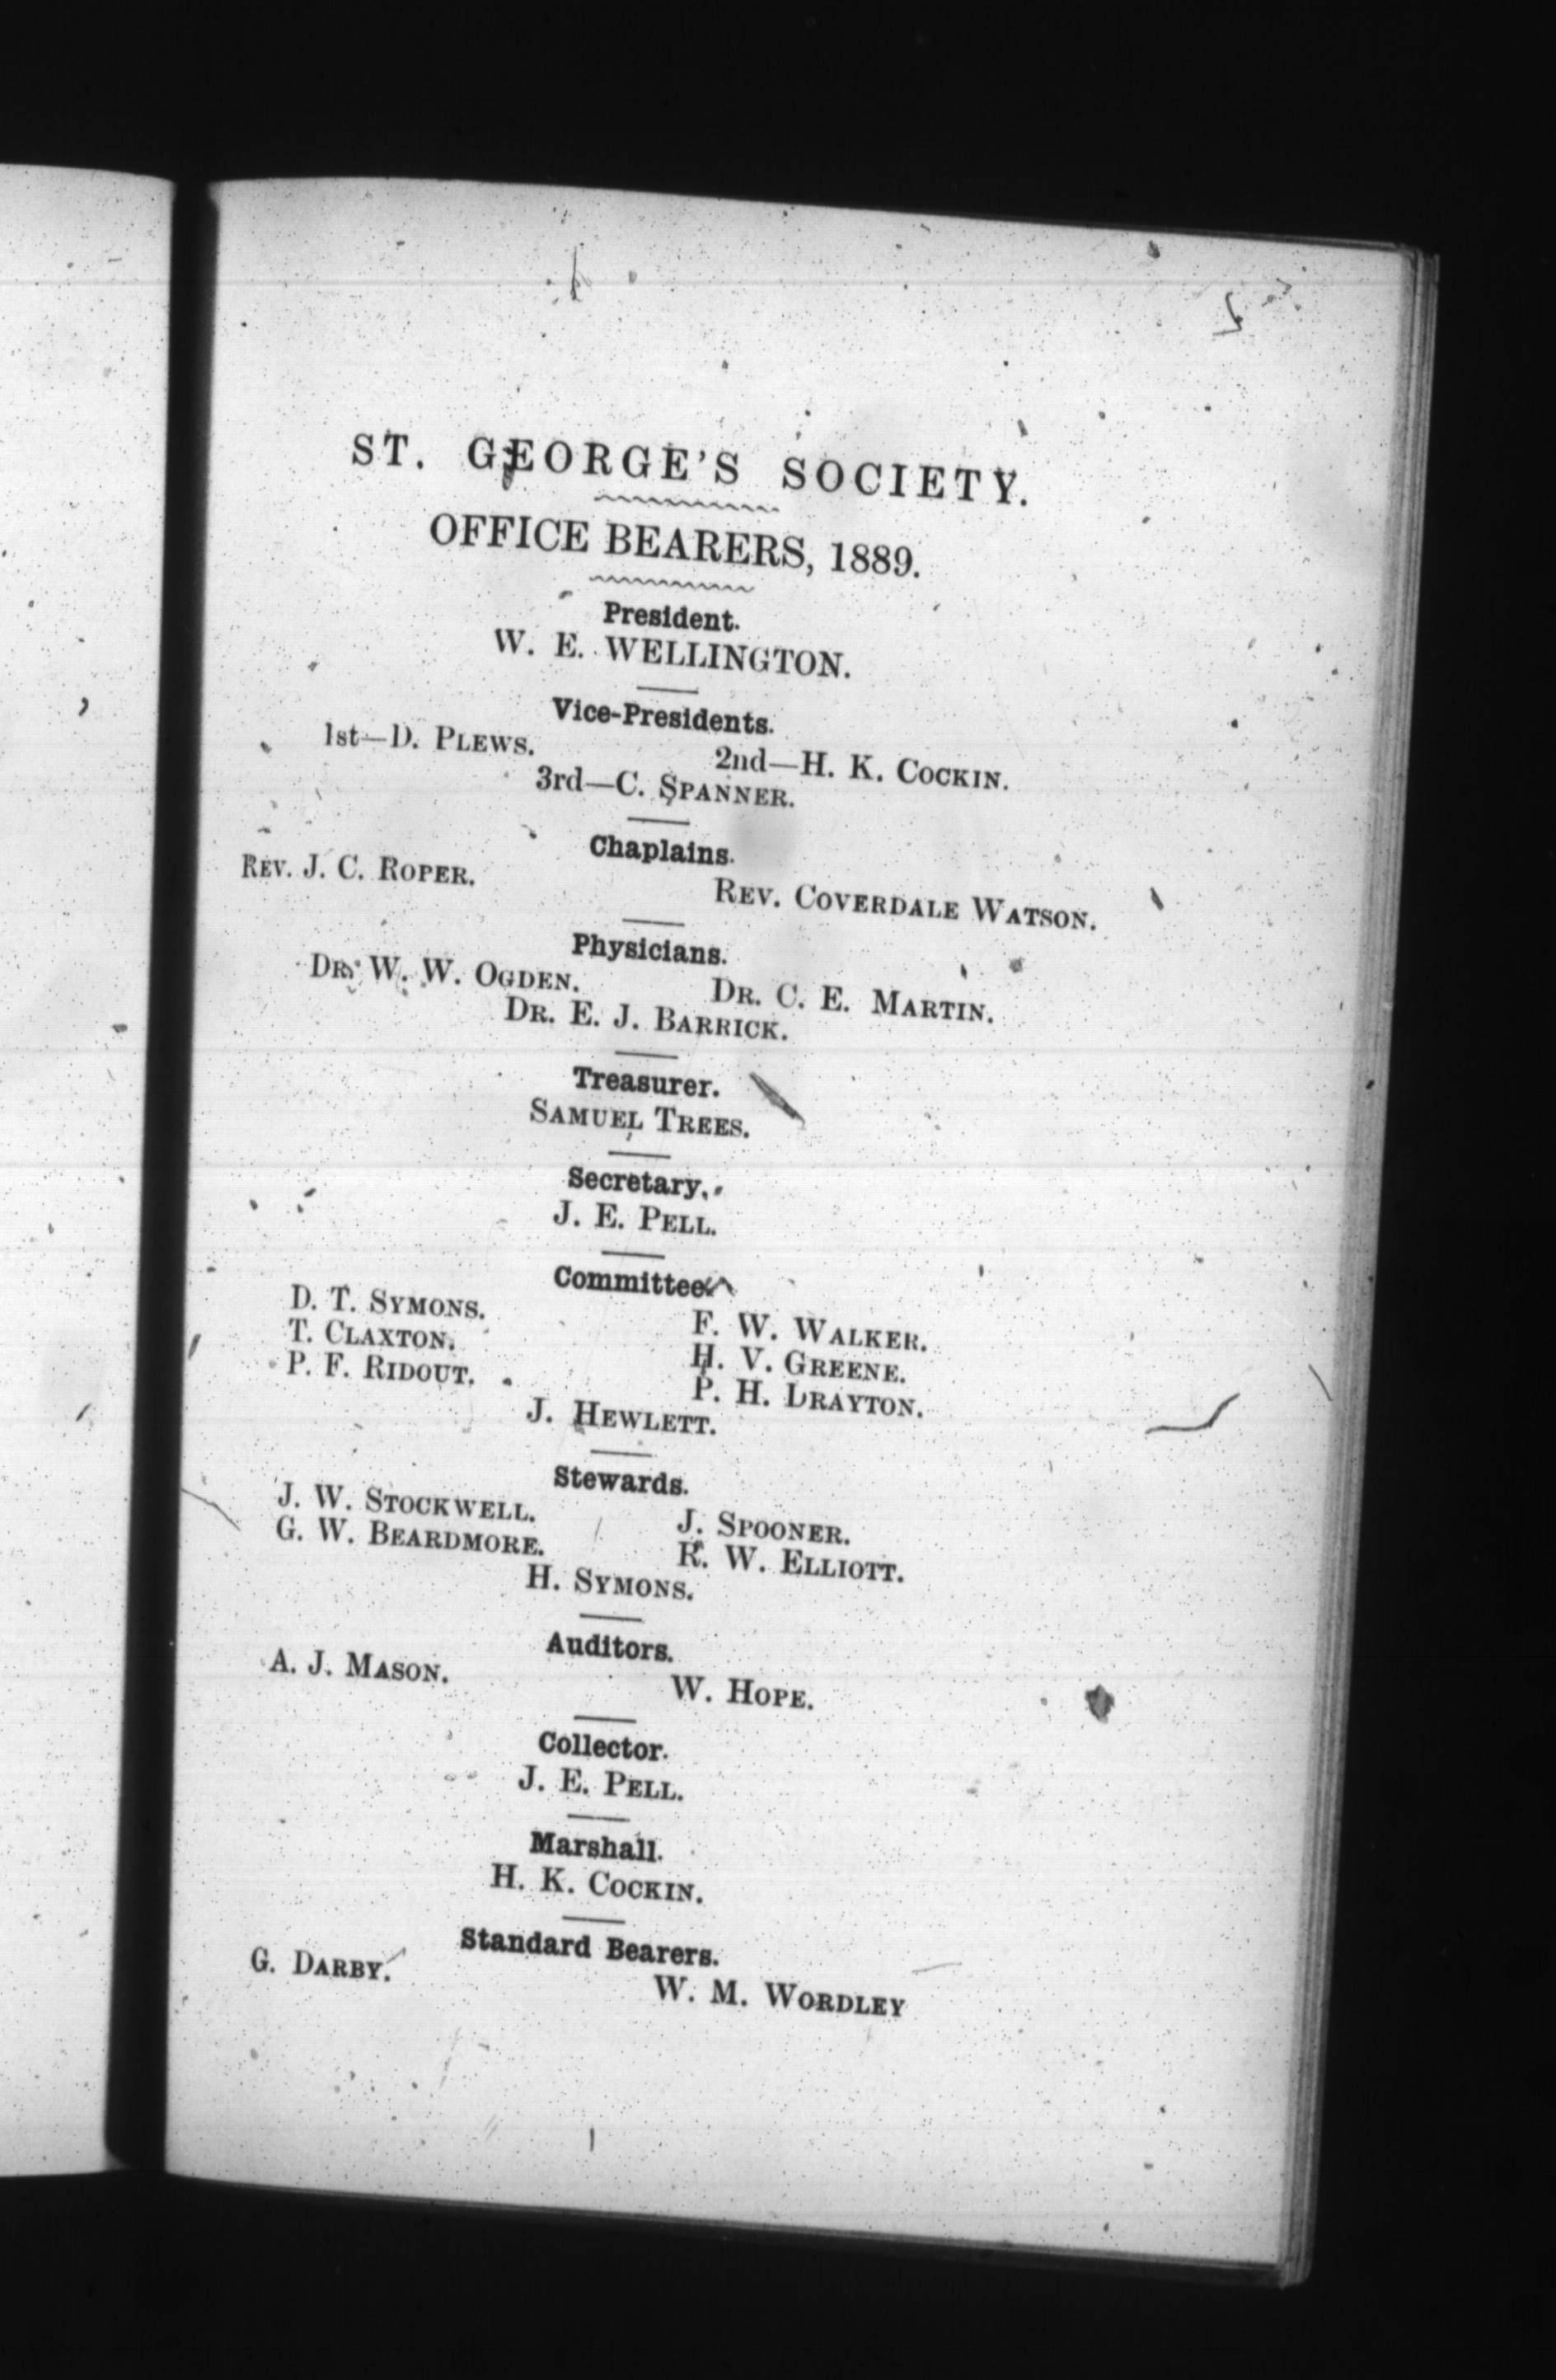 ST. GEORGE'S SOCIETY.
OFFICE BEARERS, 1889.
President.
W. E. WELLINGTON.
Vice-Presidents.
1st—D. PLEWS. 2nd—H. K. COCKIN.
3rd—C. SPANNER.
Chaplains.
REV. J. C. ROPER. REV. COVERDALE WATSON.
Physicians.
DR. W. W. OGDEN. DR. C. E. MARTIN.
DR. E. J. BARRICK.
Treasurer.
SAMUEL TREES.
Secretary.
J. E. PELL.
Committee.
D. T. SYMONS. F. W. WALKER.
T. CLAXTON. H. V. GREENE.
P. F. RIDOUT. P. H. DRAYTON.
J. HEWLETT.
Stewards.
J. W. STOCKWELL. J. SPOONER.
G. W. BEARDMORE. R. W. ELLIOTT.
H. SYMONS.
Auditors.
A. J. MASON. W. HOPE.
Collector.
J. E. PELL.
Marshall.
H. K. COCKIN.
Standard Bearers.
G. DARBY. W. M. WORDLEY